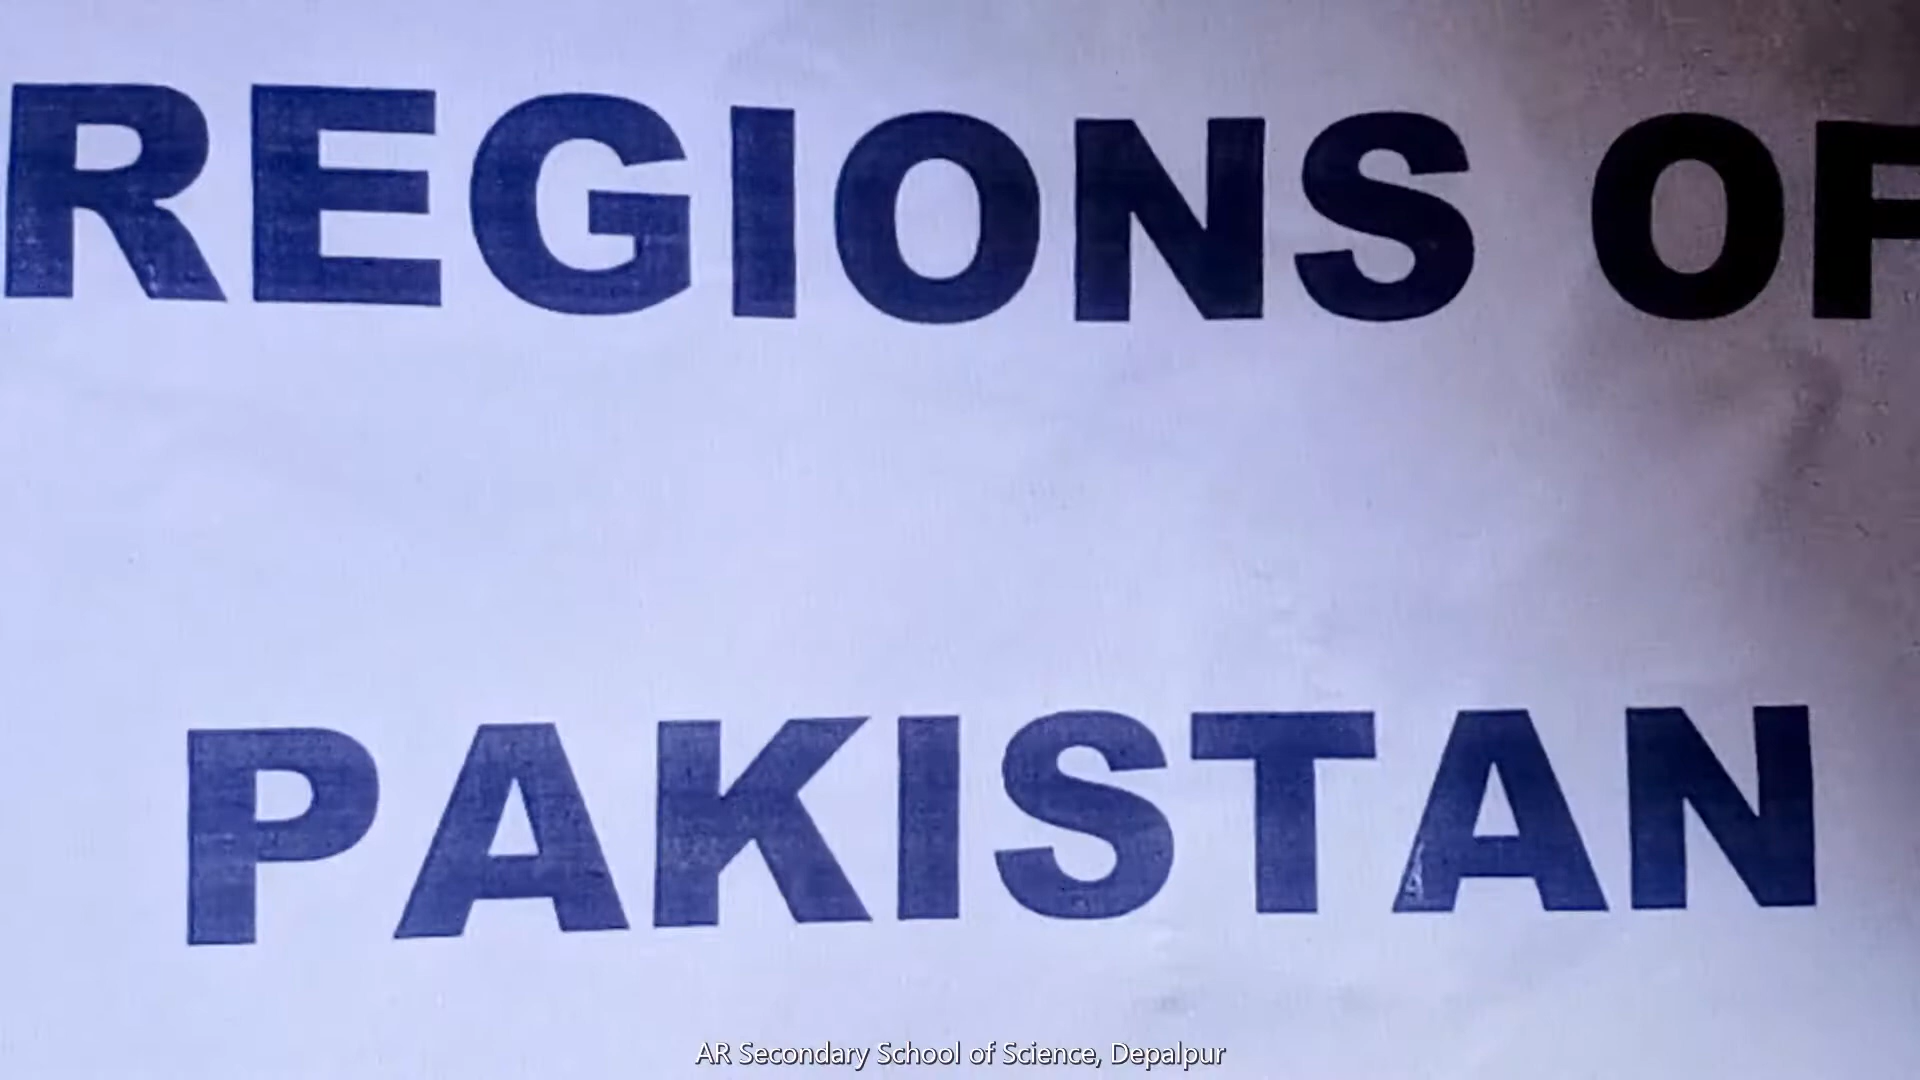 REGIONS OF
PAKISTAN
AR Secondary School of Science, Depalpur